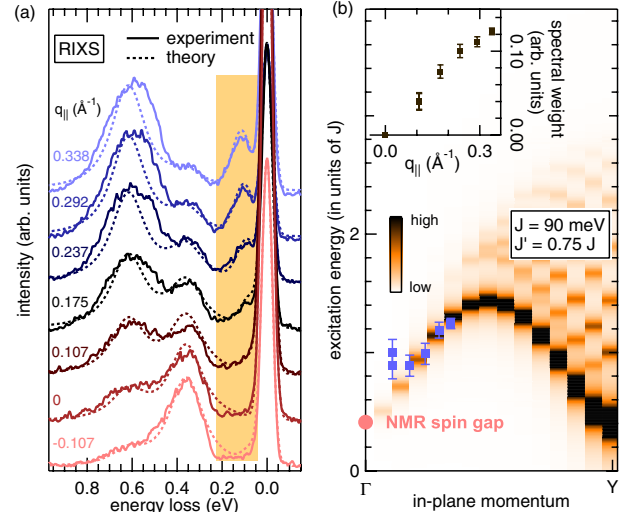 (a)
RIXS
experiment
theory
q|| (Å⁻¹)
0.338
0.292
0.237
0.175
0.107
0
-0.107
intensity (arb. units)
0.8 0.6 0.4 0.2 0.0
energy loss (eV)
(b)
0.10
0.00
spectral weight
(arb. units)
0.0 0.3
q|| (Å⁻¹)
excitation energy (in units of J)
2
0
high
low
J = 90 meV
J' = 0.75 J
NMR spin gap
Γ
Y
in-plane momentum